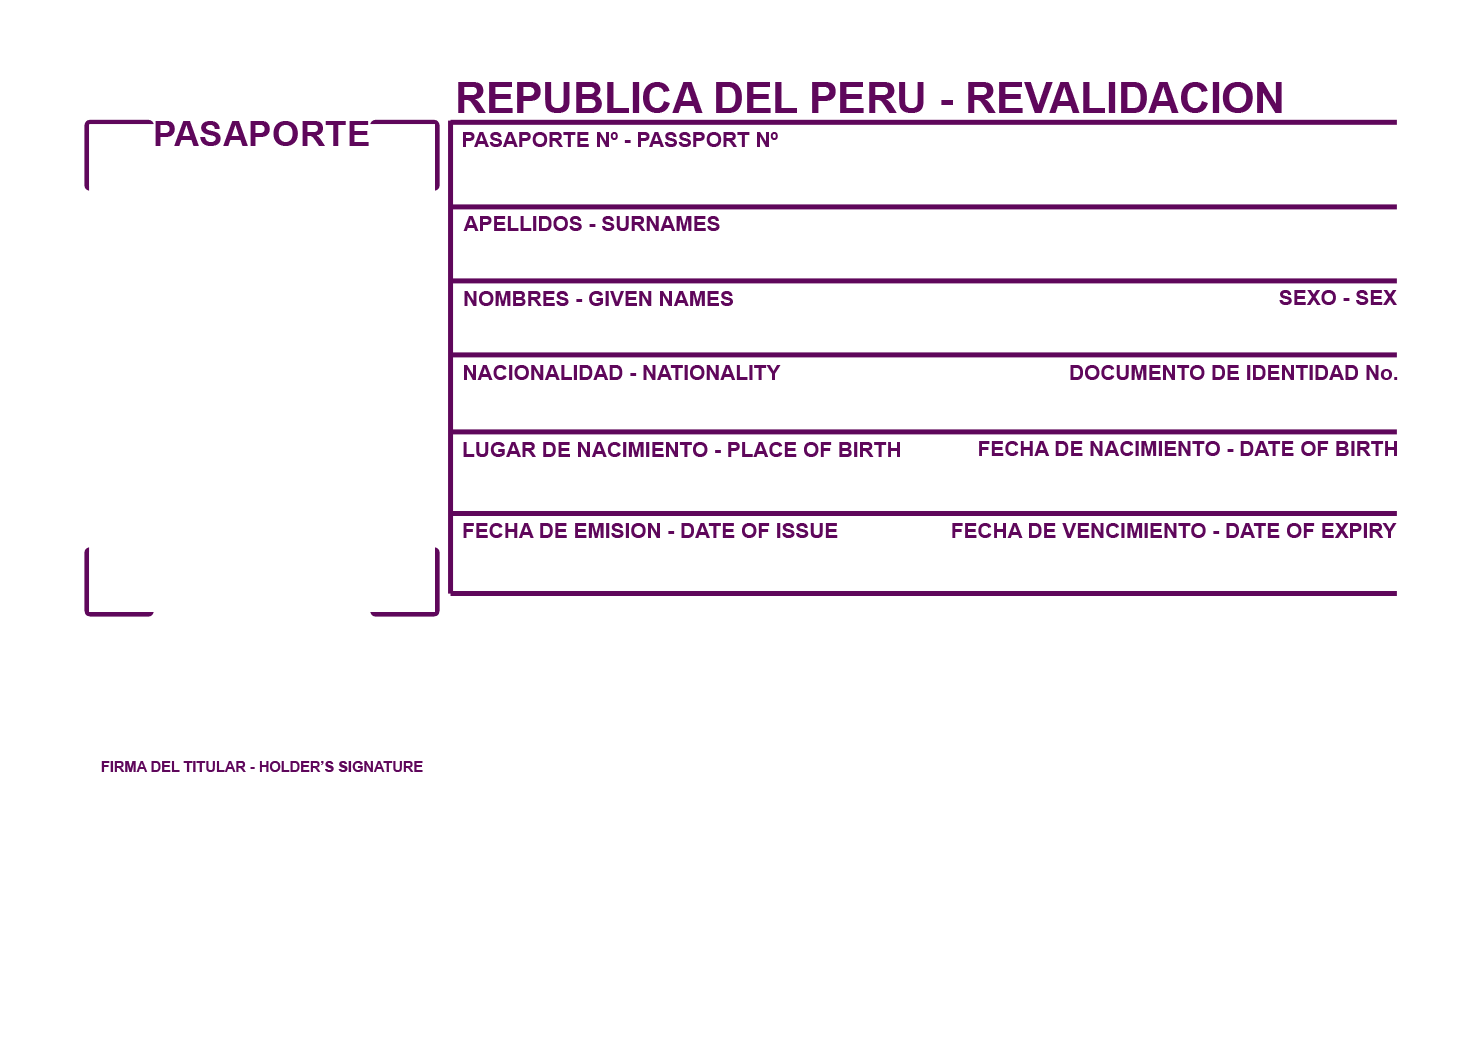 REPUBLICA DEL PERU - REVALIDACION
PASAPORTE
PASAPORTE Nº - PASSPORT Nº
APELLIDOS - SURNAMES
NOMBRES - GIVEN NAMES SEXO - SEX
NACIONALIDAD - NATIONALITY DOCUMENTO DE IDENTIDAD No.
LUGAR DE NACIMIENTO - PLACE OF BIRTH FECHA DE NACIMIENTO - DATE OF BIRTH
FECHA DE EMISION - DATE OF ISSUE FECHA DE VENCIMIENTO - DATE OF EXPIRY
FIRMA DEL TITULAR - HOLDER’S SIGNATURE